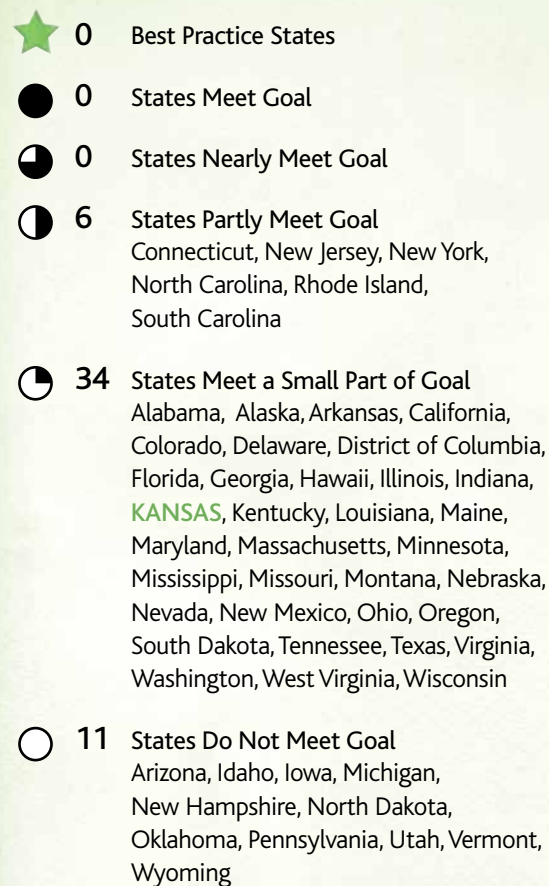 0 Best Practice States
0 States Meet Goal
0 States Nearly Meet Goal
6 States Partly Meet Goal
Connecticut, New Jersey, New York,
North Carolina, Rhode Island,
South Carolina
34 States Meet a Small Part of Goal
Alabama, Alaska, Arkansas, California,
Colorado, Delaware, District of Columbia,
Florida, Georgia, Hawaii, Illinois, Indiana,
KANSAS, Kentucky, Louisiana, Maine,
Maryland, Massachusetts, Minnesota,
Mississippi, Missouri, Montana, Nebraska,
Nevada, New Mexico, Ohio, Oregon,
South Dakota, Tennessee, Texas, Virginia,
Washington, West Virginia, Wisconsin
11 States Do Not Meet Goal
Arizona, Idaho, Iowa, Michigan,
New Hampshire, North Dakota,
Oklahoma, Pennsylvania, Utah, Vermont,
Wyoming